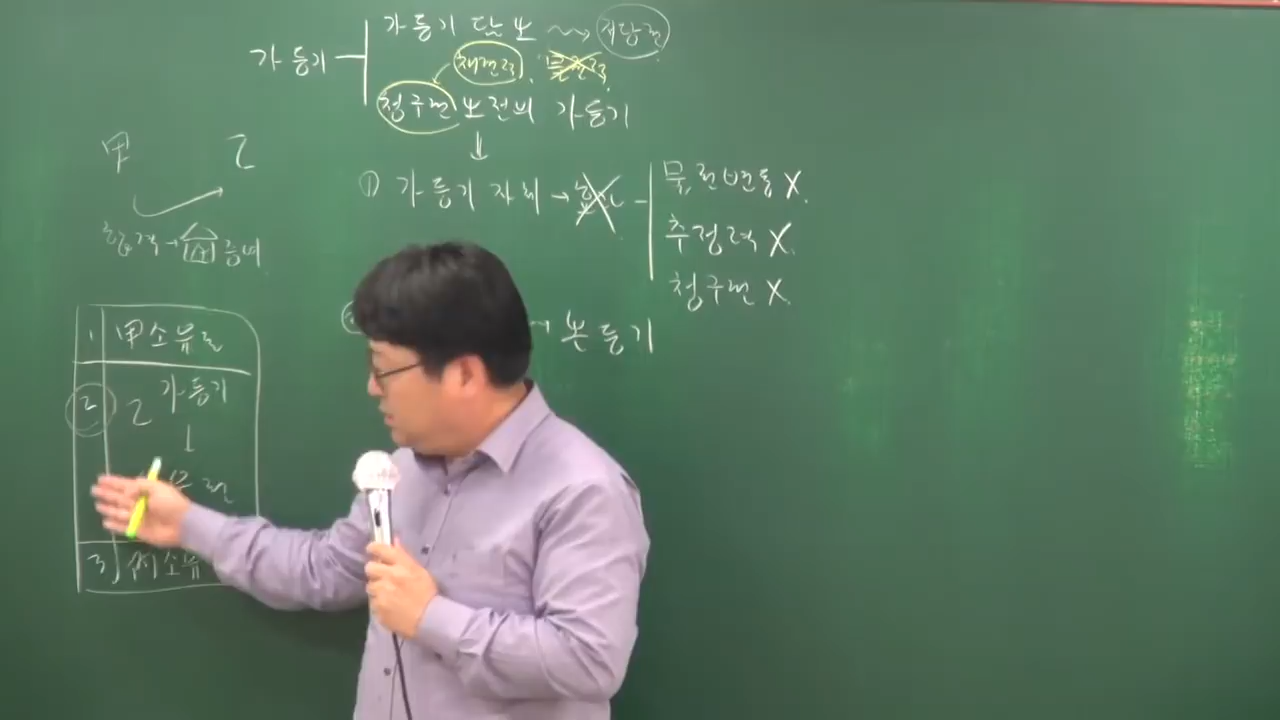 가등기
가등기 담보 저당권
채권적, 물권적
청구권 보전의 가등기
↓
甲 乙
합격→ 증여
① 가등기 자체→효력
물권변동 X.
추정력 X.
청구권 X.
→ 본등기
1 甲소유권
2 乙 가등기
유권
3 소유